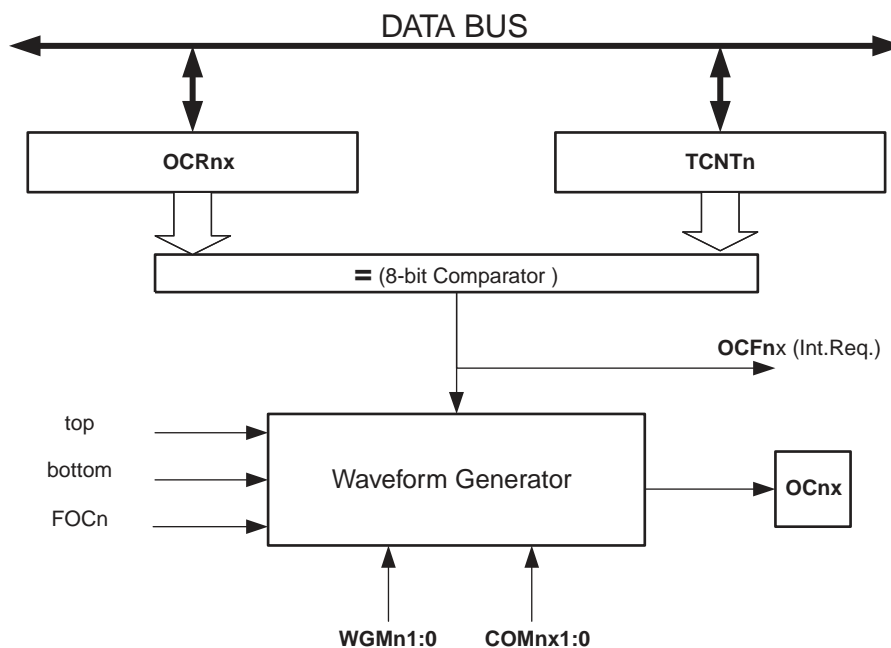 DATA BUS
OCRnx
TCNTn
= (8-bit Comparator )
OCFnx (Int.Req.)
top
bottom
FOCn
Waveform Generator
OCnx
WGMn1:0
COMnx1:0